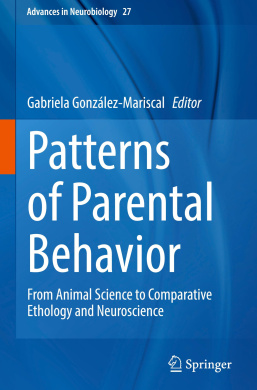 Advances in Neurobiology 27
Gabriela González-Mariscal Editor
Patterns
of Parental
Behavior
From Animal Science to Comparative
Ethology and Neuroscience
Springer